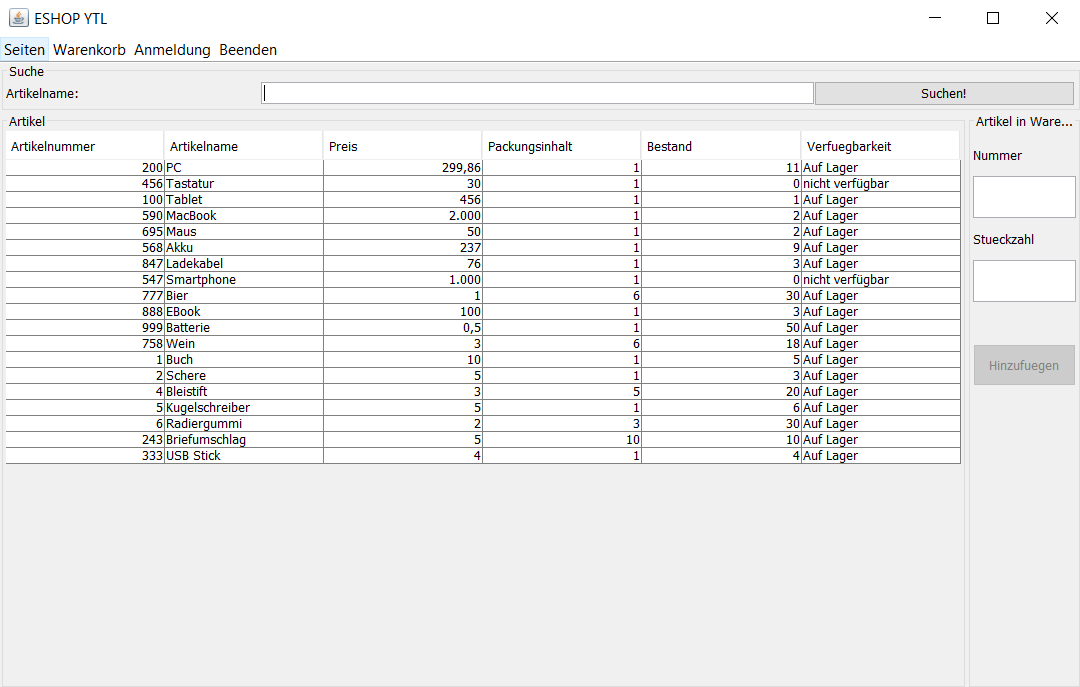 ESHOP YTL
Seiten Warenkorb Anmeldung Beenden
Suche
Artikelname: Suchen!
Artikel
Artikelnummer Artikelname Preis Packungsinhalt Bestand Verfuegbarkeit
200 PC 299,86 1 11 Auf Lager
456 Tastatur 30 1 0 nicht verfügbar
100 Tablet 456 1 1 Auf Lager
590 MacBook 2.000 1 2 Auf Lager
695 Maus 50 1 2 Auf Lager
568 Akku 237 1 9 Auf Lager
847 Ladekabel 76 1 3 Auf Lager
547 Smartphone 1.000 1 0 nicht verfügbar
777 Bier 1 6 30 Auf Lager
888 EBook 100 1 3 Auf Lager
999 Batterie 0,5 1 50 Auf Lager
758 Wein 3 6 18 Auf Lager
1 Buch 10 1 5 Auf Lager
2 Schere 5 1 3 Auf Lager
4 Bleistift 3 5 20 Auf Lager
5 Kugelschreiber 5 1 6 Auf Lager
6 Radiergummi 2 3 30 Auf Lager
243 Briefumschlag 5 10 10 Auf Lager
333 USB Stick 4 1 4 Auf Lager
Artikel in Ware...
Nummer
Stueckzahl
Hinzufuegen